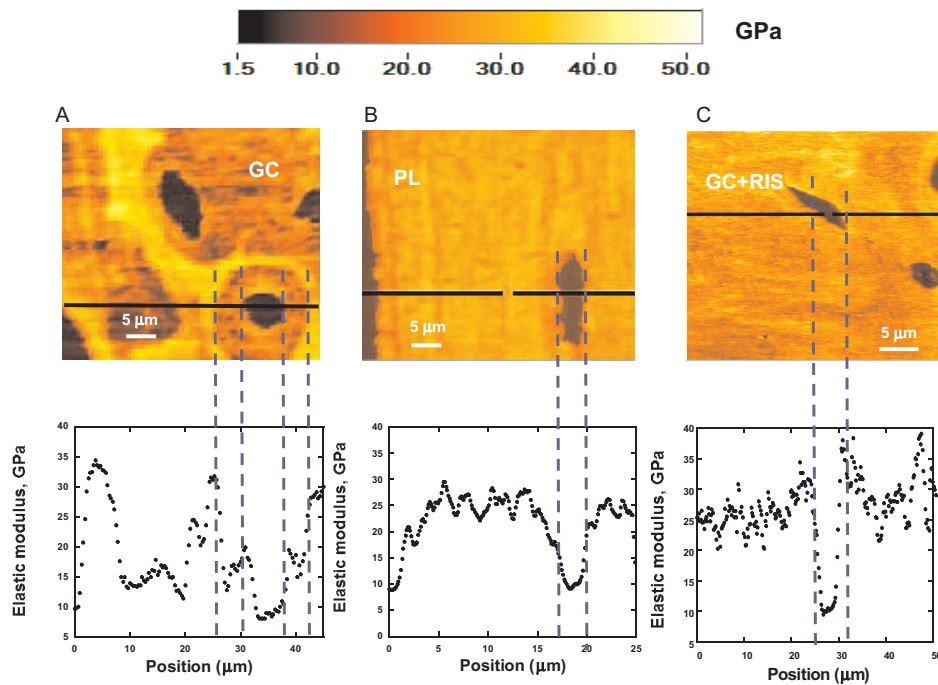 GPa
1.5 10.0 20.0 30.0 40.0 50.0
A
B
C
GC
PL
GC+RIS
5 μm
5 μm
5 μm
Elastic modulus, GPa
40
35
30
25
20
15
10
5
0 10 20 30 40
Position (μm)
Elastic modulus, GPa
40
35
30
25
20
15
10
5
0
0 5 10 15 20 25
Position (μm)
Elastic modulus, GPa
40
35
30
25
20
15
10
5
0 10 20 30 40 50
Position (μm)